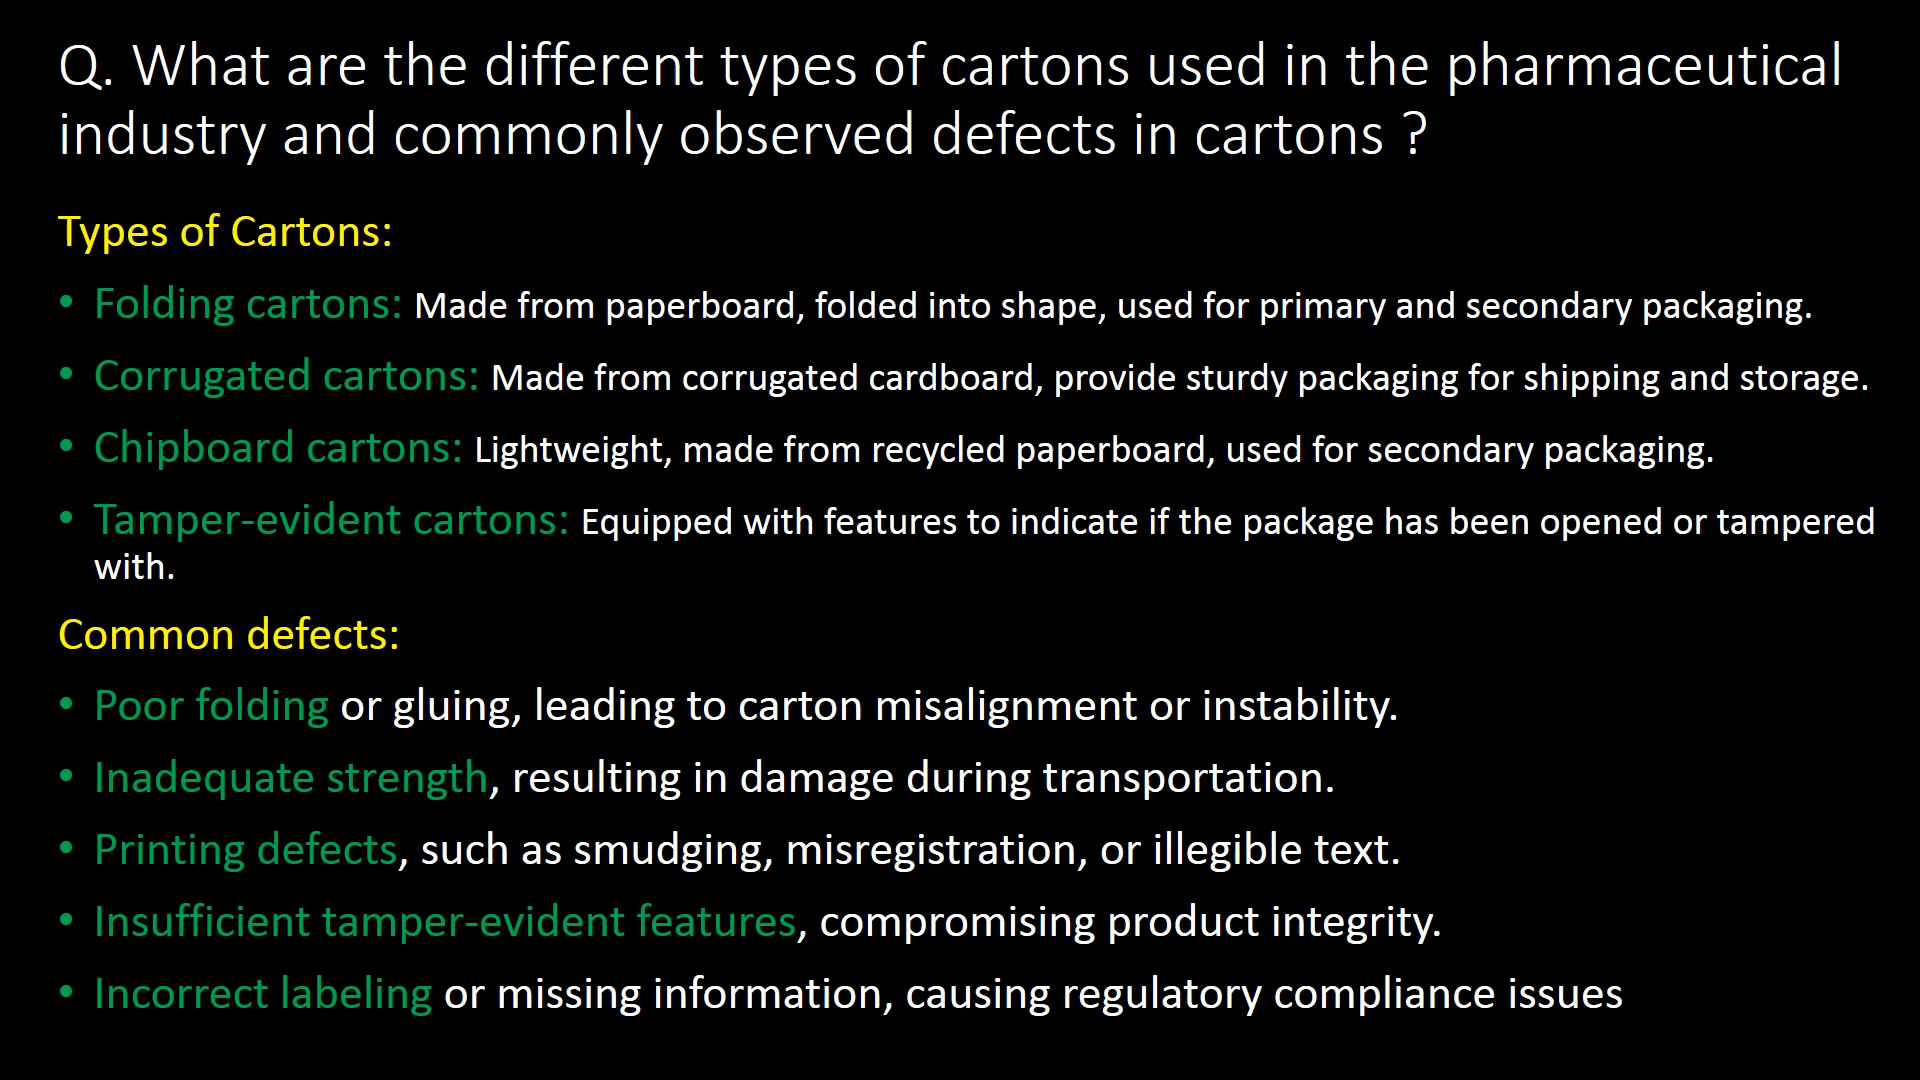 Q. What are the different types of cartons used in the pharmaceutical
industry and commonly observed defects in cartons ?
Types of Cartons:
• Folding cartons: Made from paperboard, folded into shape, used for primary and secondary packaging.
• Corrugated cartons: Made from corrugated cardboard, provide sturdy packaging for shipping and storage.
• Chipboard cartons: Lightweight, made from recycled paperboard, used for secondary packaging.
• Tamper-evident cartons: Equipped with features to indicate if the package has been opened or tampered
with.
Common defects:
• Poor folding or gluing, leading to carton misalignment or instability.
• Inadequate strength, resulting in damage during transportation.
• Printing defects, such as smudging, misregistration, or illegible text.
• Insufficient tamper-evident features, compromising product integrity.
• Incorrect labeling or missing information, causing regulatory compliance issues